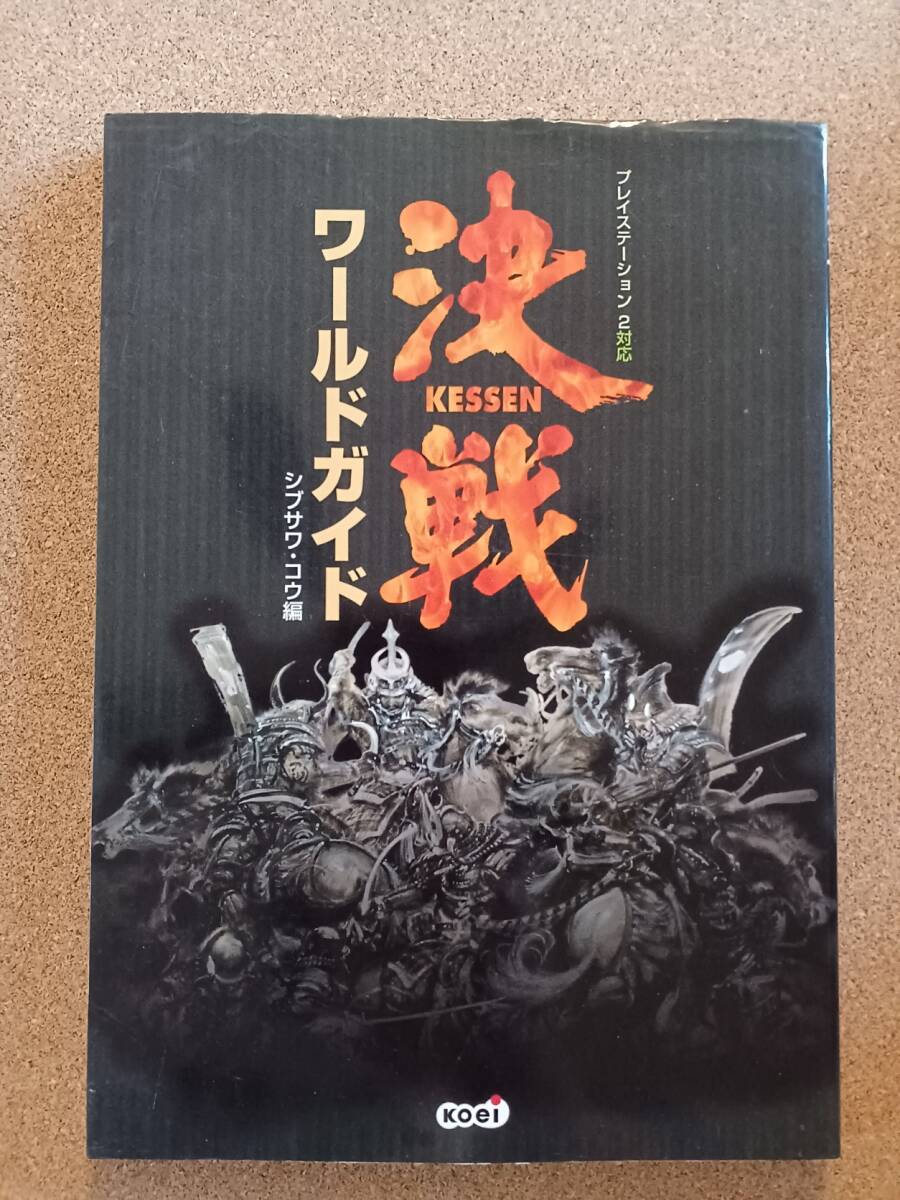 プレイステーション2対応
決戦
KESSEN
ワールドガイド
シブサワ・コウ編
KOEI